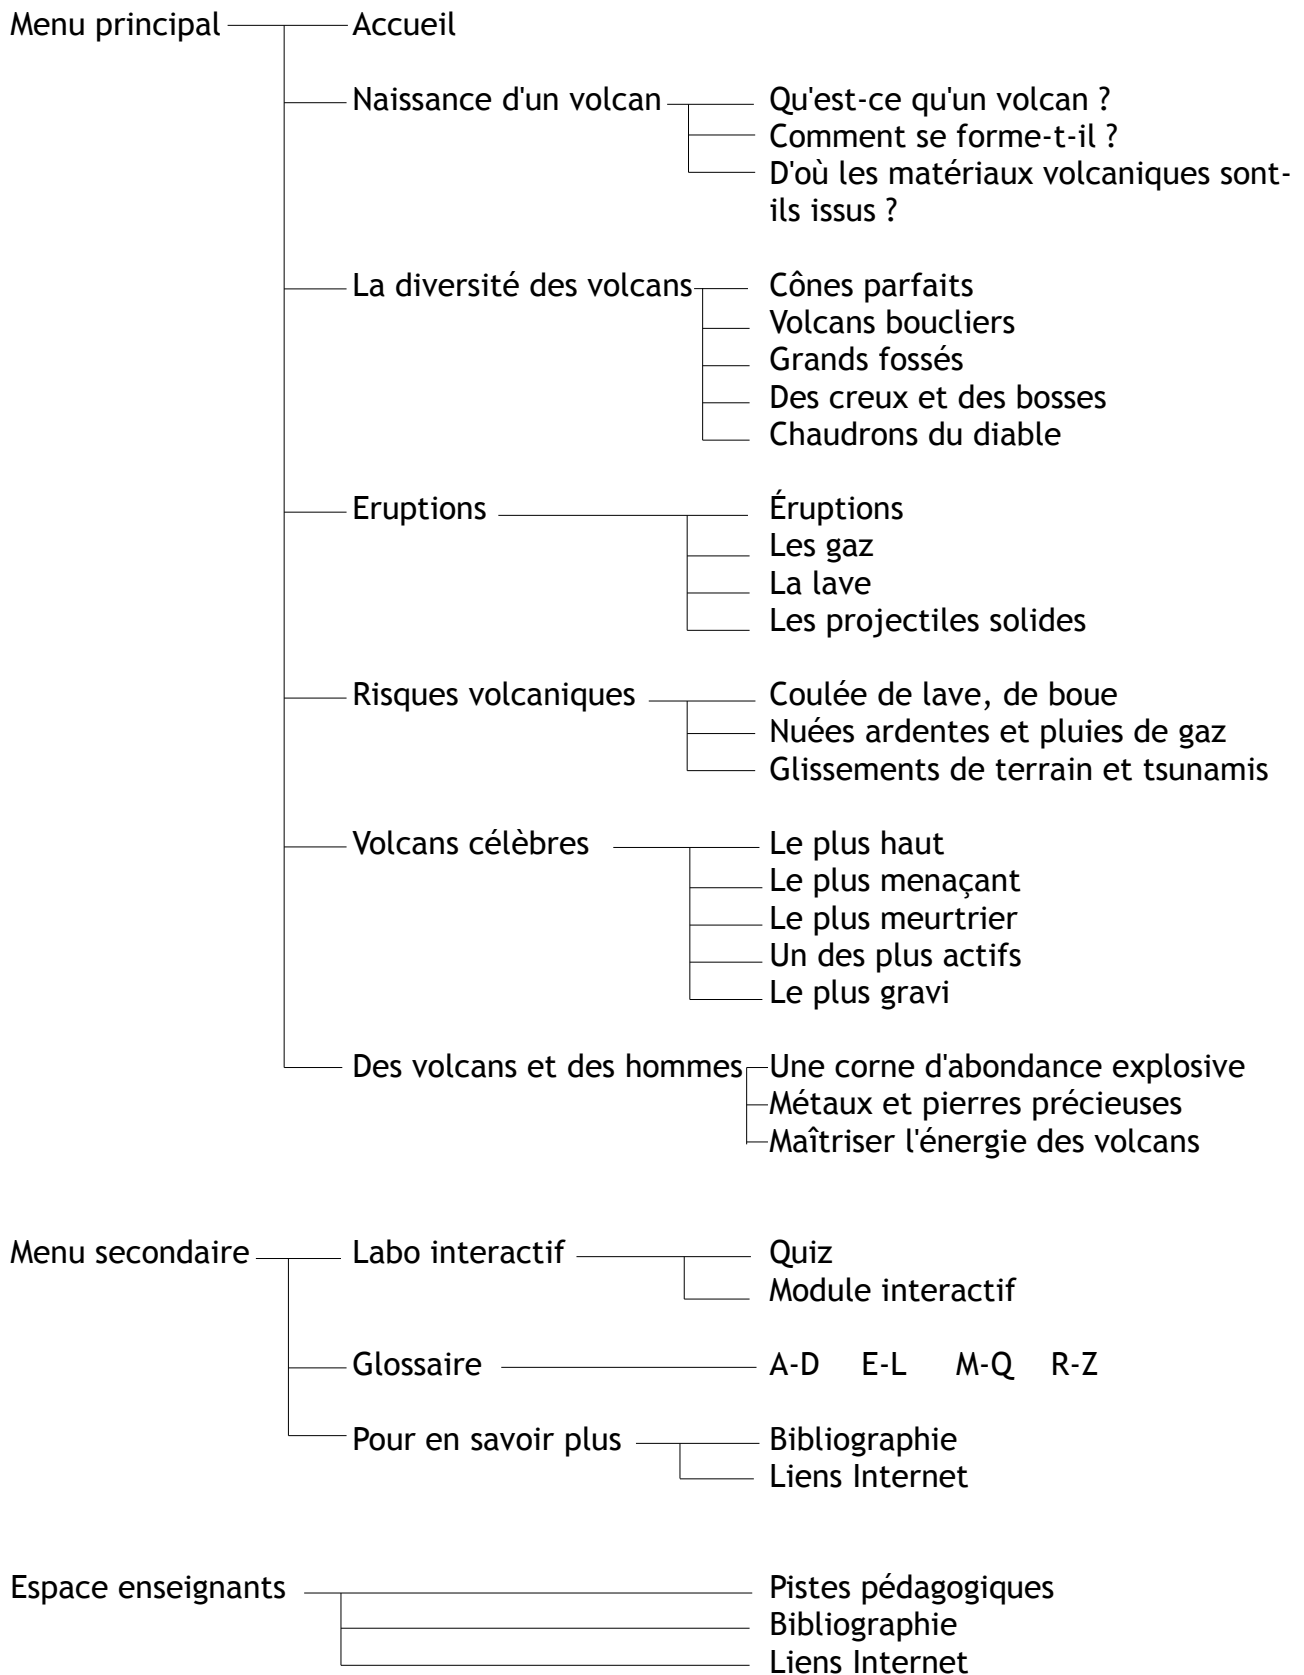 Menu principal Accueil
Naissance d'un volcan Qu'est-ce qu'un volcan ?
Comment se forme-t-il ?
D'où les matériaux volcaniques sont-
ils issus ?
La diversité des volcans Cônes parfaits
Volcans boucliers
Grands fossés
Des creux et des bosses
Chaudrons du diable
Eruptions Éruptions
Les gaz
La lave
Les projectiles solides
Risques volcaniques Coulée de lave, de boue
Nuées ardentes et pluies de gaz
Glissements de terrain et tsunamis
Volcans célèbres Le plus haut
Le plus menaçant
Le plus meurtrier
Un des plus actifs
Le plus gravi
Des volcans et des hommes Une corne d'abondance explosive
Métaux et pierres précieuses
Maîtriser l'énergie des volcans
Menu secondaire Labo interactif Quiz
Module interactif
Glossaire A-D E-L M-Q R-Z
Pour en savoir plus Bibliographie
Liens Internet
Espace enseignants Pistes pédagogiques
Bibliographie
Liens Internet